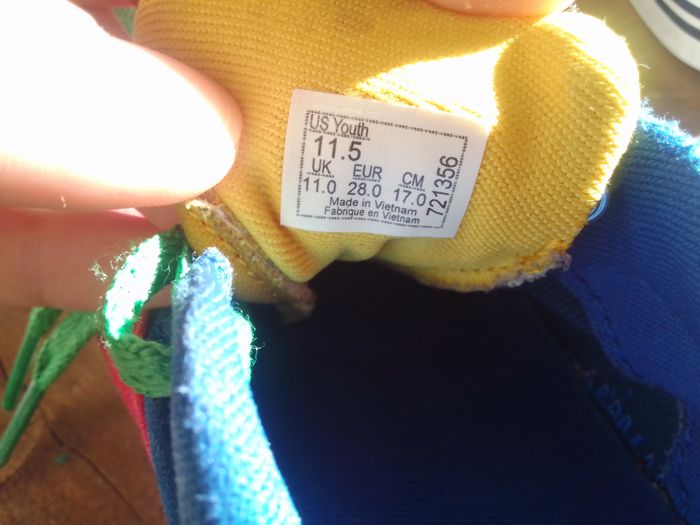 US Youth
11.5
UK EUR CM
11.0 28.0 17.0
Made in Vietnam
Fabrique en Vietnam
721356